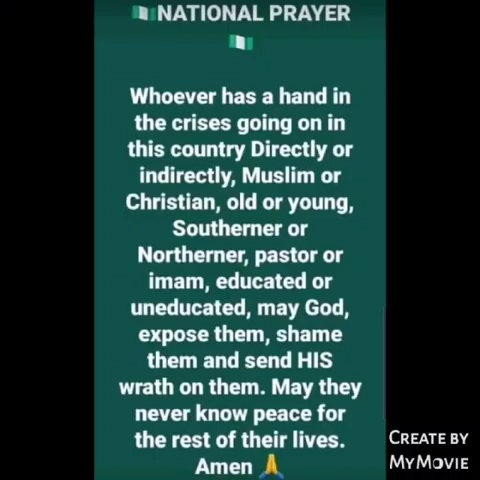 🇳🇬NATIONAL PRAYER
🇳🇬
Whoever has a hand in
the crises going on in
this country Directly or
indirectly, Muslim or
Christian, old or young,
Southerner or
Northerner, pastor or
imam, educated or
uneducated, may God,
expose them, shame
them and send HIS
wrath on them. May they
never know peace for
the rest of their lives.
Amen 🙏
CREATE BY
MYMOVIE